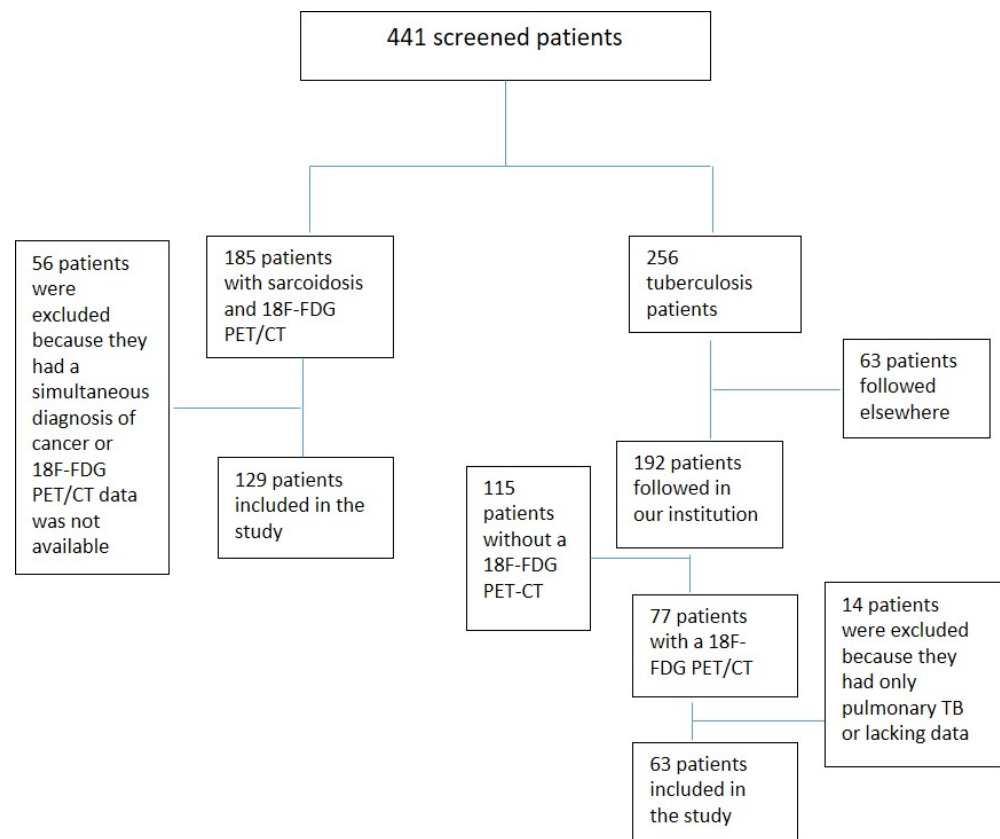 441 screened patients
185 patients
with sarcoidosis
and 18F-FDG
PET/CT
256
tuberculosis
patients
56 patients
were
excluded
because they
had a
simultaneous
diagnosis of
cancer or
18F-FDG
PET/CT data
was not
available
63 patients
followed
elsewhere
129 patients
included in the
study
192 patients
followed in
our institution
115
patients
without a
18F-FDG
PET-CT
77 patients
with a 18F-
FDG PET/CT
14 patients
were excluded
because they
had only
pulmonary TB
or lacking data
63 patients
included in
the study